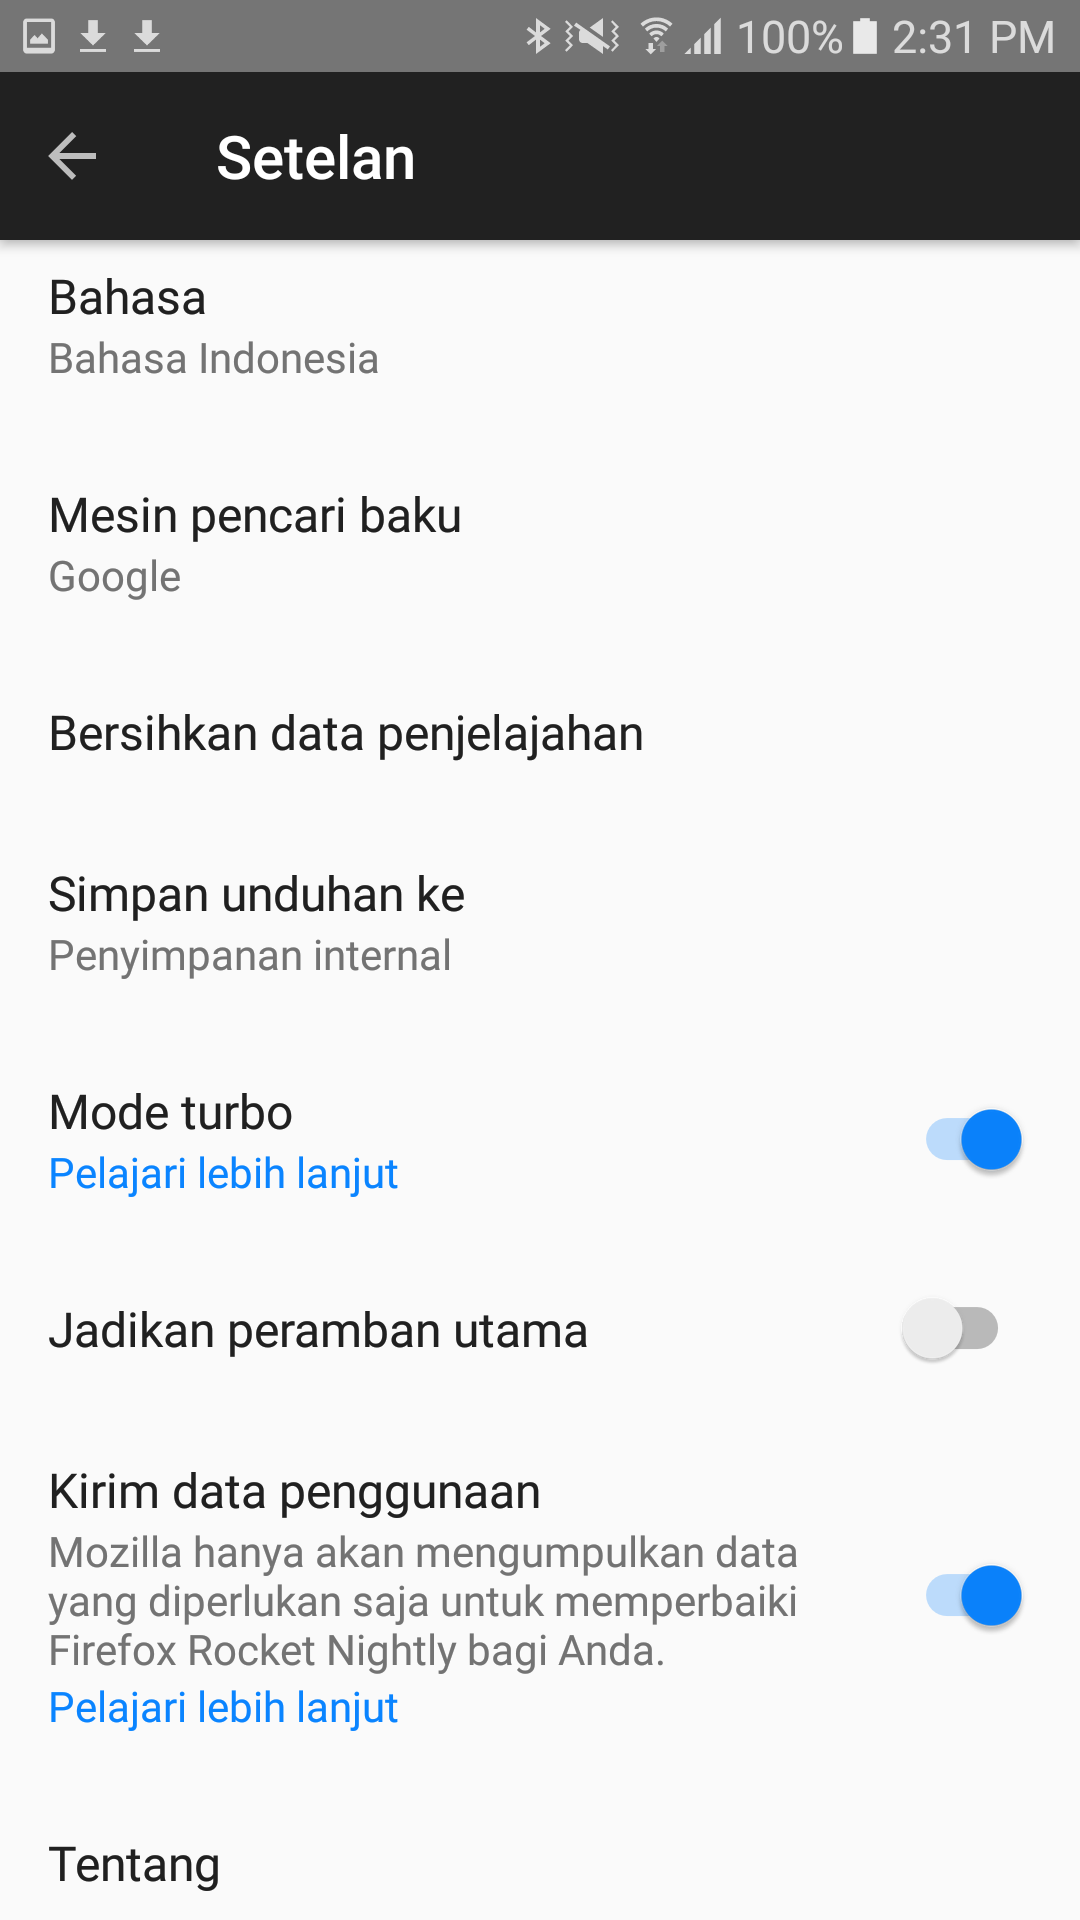 100% 2:31 PM
Setelan
Bahasa
Bahasa Indonesia
Mesin pencari baku
Google
Bersihkan data penjelajahan
Simpan unduhan ke
Penyimpanan internal
Mode turbo
Pelajari lebih lanjut
Jadikan peramban utama
Kirim data penggunaan
Mozilla hanya akan mengumpulkan data
yang diperlukan saja untuk memperbaiki
Firefox Rocket Nightly bagi Anda.
Pelajari lebih lanjut
Tentang